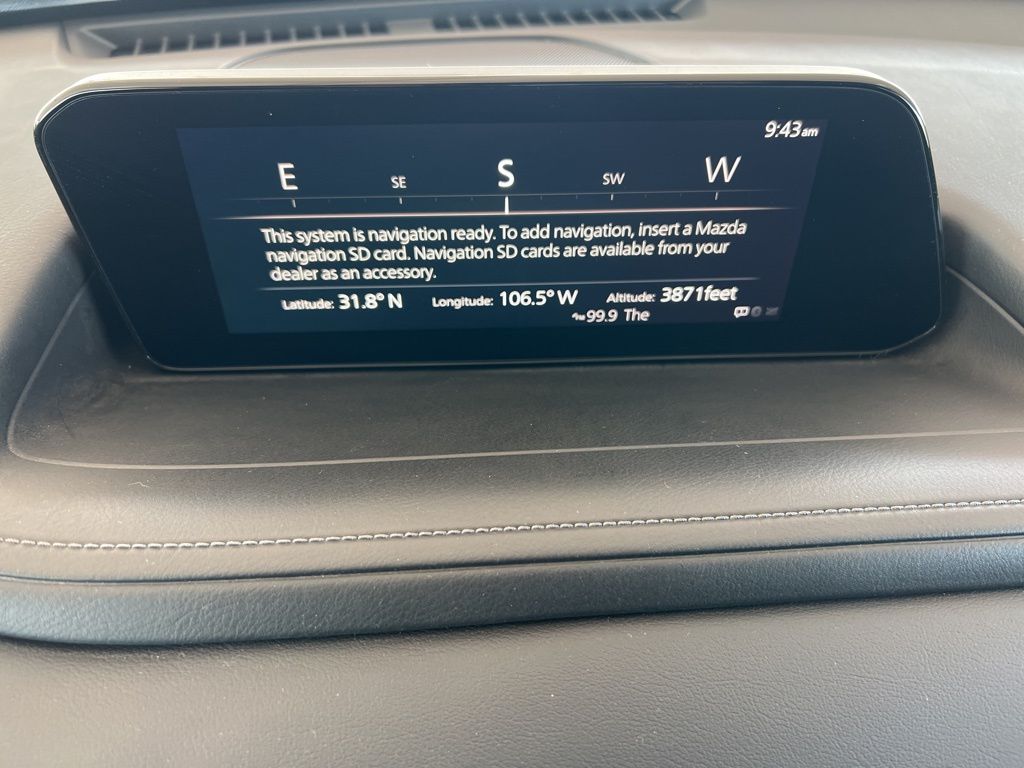 9:43am
E SE S SW W
This system is navigation ready. To add navigation, insert a Mazda
navigation SD card. Navigation SD cards are available from your
dealer as an accessory.
Latitude: 31.8° N Longitude: 106.5° W Altitude: 3871feet
99.9 The